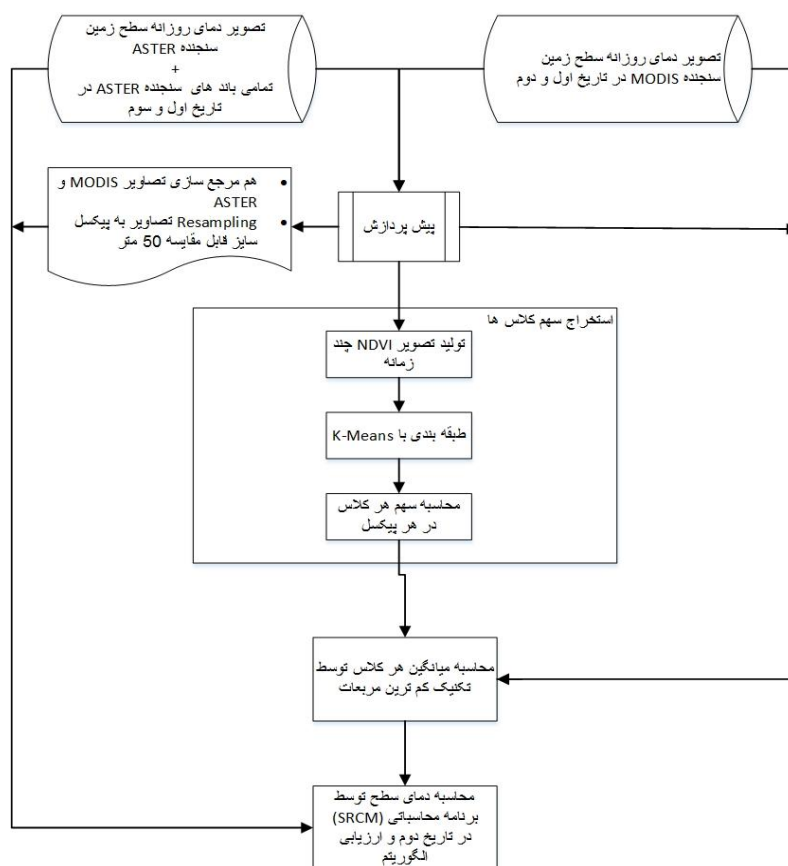 تصویر دمای روزانه سطح زمین
سنجنده ASTER
+
تمامی باند های سنجنده ASTER در
تاریخ اول و سوم
تصویر دمای روزانه سطح زمین
سنجنده MODIS در تاریخ اول و دوم
هم مرجع سازی تصاویر MODIS و
ASTER
Resampling تصاویر به پیکسل
سایز قابل مقایسه 50 متر
پیش پردازش
استخراج سهم کلاس ها
تولید تصویر NDVI چند
زمانه
طبقه بندی با K-Means
محاسبه سهم هر کلاس
در هر پیکسل
محاسبه میانگین هر کلاس توسط
تکنیک کم ترین مربعات
محاسبه دمای سطح توسط
برنامه محاسباتی (SRCM)
در تاریخ دوم و ارزیابی
الگوریتم